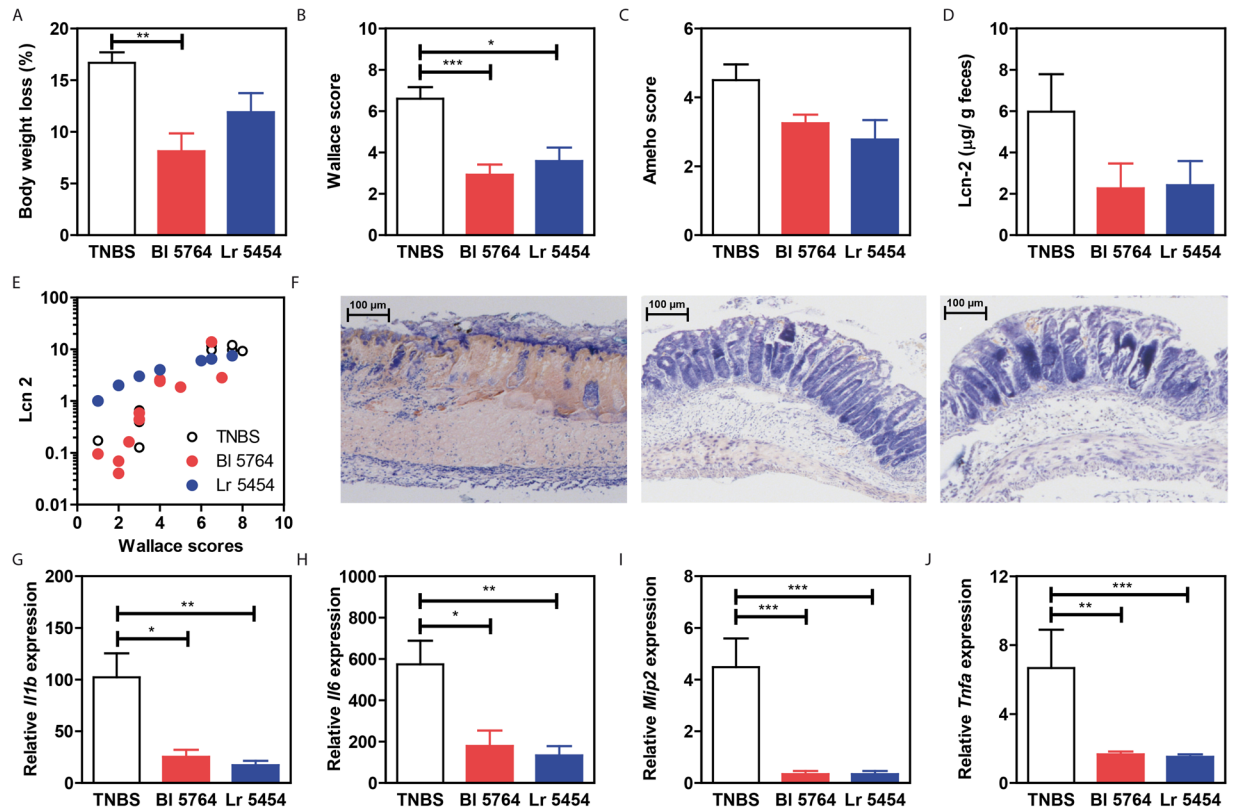 A
Body weight loss (%)
20
15
10
5
0
**
TNBS
Bl 5764
Lr 5454
B
Wallace score
10
8
6
4
2
0
*
***
TNBS
Bl 5764
Lr 5454
C
Ameho score
6
4
2
0
TNBS
Bl 5764
Lr 5454
D
Lcn-2 (µg/ g feces)
10
8
6
4
2
0
TNBS
Bl 5764
Lr 5454
E
Lcn 2
100
10
1
0.1
0.01
TNBS
Bl 5764
Lr 5454
0 2 4 6 8 10
Wallace scores
F
100 µm
100 µm
100 µm
G
Relative Il1b expression
200
150
100
50
0
**
*
TNBS
Bl 5764
Lr 5454
H
Relative Il6 expression
1000
800
600
400
200
0
**
*
TNBS
Bl 5764
Lr 5454
I
Relative Mip2 expression
8
6
4
2
0
***
***
TNBS
Bl 5764
Lr 5454
J
Relative Tnfa expression
12
8
4
0
***
**
TNBS
Bl 5764
Lr 5454